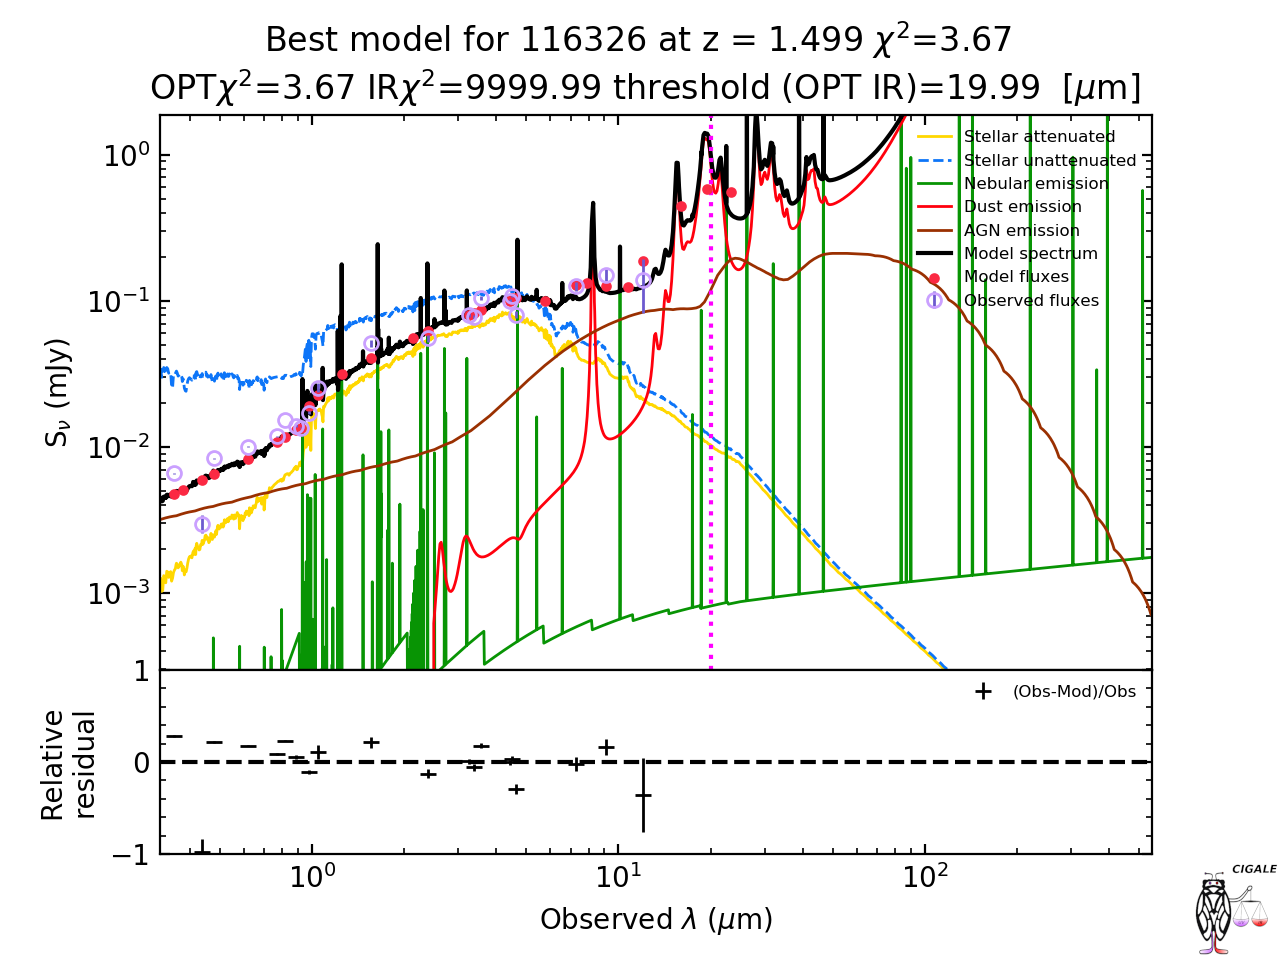 Best model for 116326 at z = 1.499 χ²=3.67
OPTχ²=3.67 IRχ²=9999.99 threshold (OPT IR)=19.99 [μm]
Stellar attenuated
Stellar unattenuated
Nebular emission
Dust emission
AGN emission
Model spectrum
Model fluxes
Observed fluxes
10⁰
10⁻¹
10⁻²
10⁻³
S_ν (mJy)
1
0
−1
Relative
residual
(Obs-Mod)/Obs
10⁰
10¹
10²
Observed λ (μm)
CIGALE